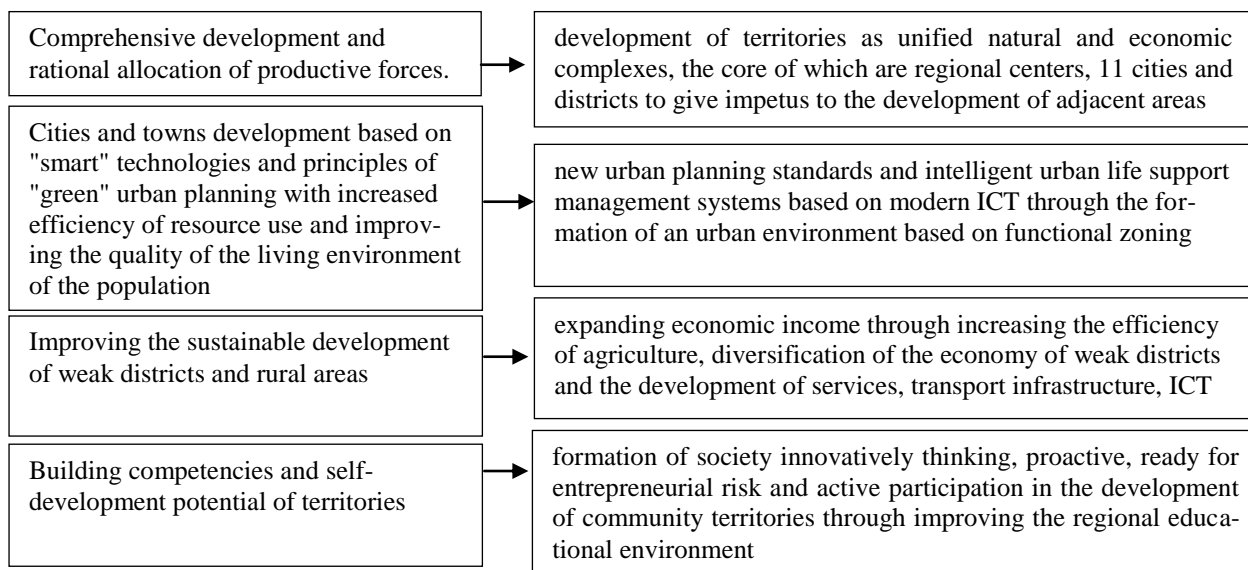 Comprehensive development and
rational allocation of productive forces.
development of territories as unified natural and economic
complexes, the core of which are regional centers, 11 cities and
districts to give impetus to the development of adjacent areas
Cities and towns development based on
"smart" technologies and principles of
"green" urban planning with increased
efficiency of resource use and improv-
ing the quality of the living environment
of the population
new urban planning standards and intelligent urban life support
management systems based on modern ICT through the for-
mation of an urban environment based on functional zoning
Improving the sustainable development
of weak districts and rural areas
expanding economic income through increasing the efficiency
of agriculture, diversification of the economy of weak districts
and the development of services, transport infrastructure, ICT
Building competencies and self-
development potential of territories
formation of society innovatively thinking, proactive, ready for
entrepreneurial risk and active participation in the development
of community territories through improving the regional educa-
tional environment